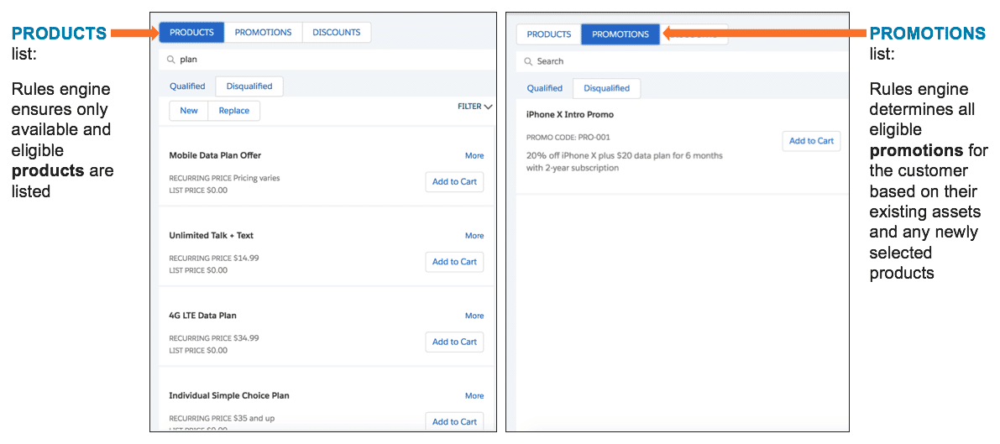 PRODUCTS
list:
Rules engine
ensures only
available and
eligible
products are
listed
PRODUCTS PROMOTIONS DISCOUNTS
plan
Qualified Disqualified
New Replace FILTER
Mobile Data Plan Offer More
RECURRING PRICE Pricing varies
LIST PRICE $0.00
Add to Cart
Unlimited Talk + Text More
RECURRING PRICE $14.99
LIST PRICE $0.00
Add to Cart
4G LTE Data Plan More
RECURRING PRICE $34.99
LIST PRICE $0.00
Add to Cart
Individual Simple Choice Plan More
RECURRING PRICE $35 and up
LIST PRICE $0.00
Add to Cart
PRODUCTS PROMOTIONS
Search
Qualified Disqualified
iPhone X Intro Promo
PROMO CODE: PRO-001
20% off iPhone X plus $20 data plan for 6 months
with 2-year subscription
Add to Cart
PROMOTIONS
list:
Rules engine
determines all
eligible
promotions for
the customer
based on their
existing assets
and any newly
selected
products